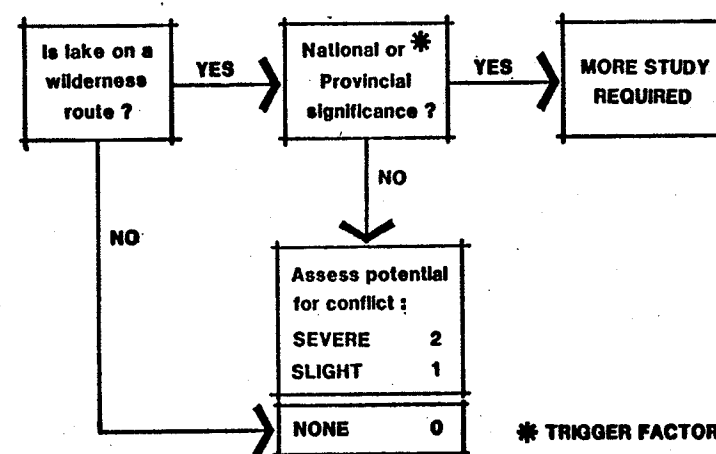 Is lake on a
wilderness
route ?
YES
National or *
Provincial
significance ?
YES
MORE STUDY
REQUIRED
NO
NO
Assess potential
for conflict :
SEVERE 2
SLIGHT 1
NONE 0
* TRIGGER FACTOR